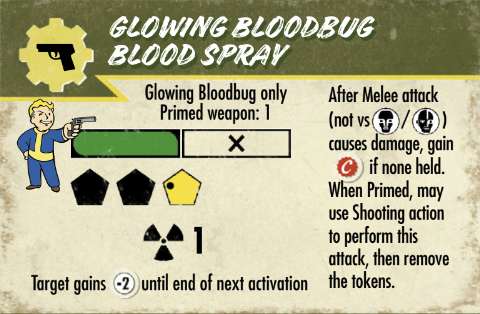 GLOWING BLOODBUG
BLOOD SPRAY
Glowing Bloodbug only
Primed weapon: 1
X
1
Target gains -2 until end of next activation
After Melee attack
(not vs / )
causes damage, gain
C if none held.
When Primed, may
use Shooting action
to perform this
attack, then remove
the tokens.